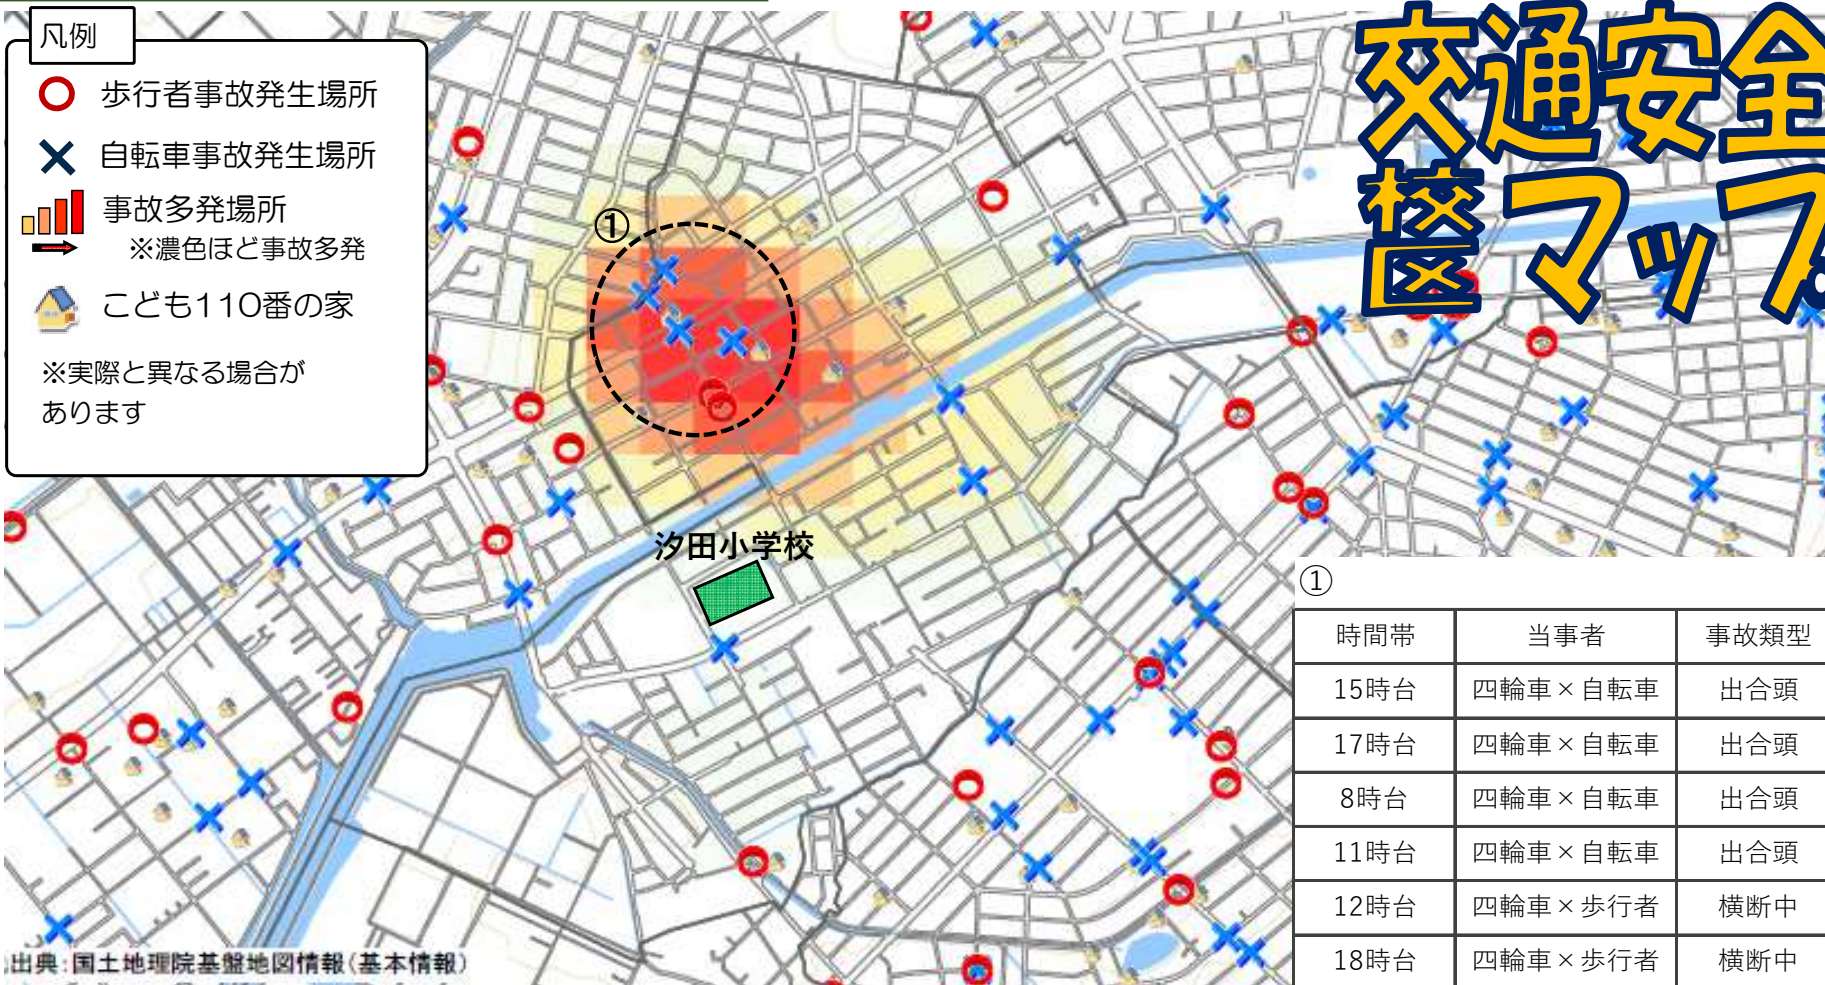 凡例
歩行者事故発生場所
自転車事故発生場所
事故多発場所
※濃色ほど事故多発
こども110番の家
※実際と異なる場合が
あります
交通安全
校区マップ
①
汐田小学校
①
時間帯 当事者 事故類型
15時台 四輪車×自転車 出合頭
17時台 四輪車×自転車 出合頭
8時台 四輪車×自転車 出合頭
11時台 四輪車×自転車 出合頭
12時台 四輪車×歩行者 横断中
18時台 四輪車×歩行者 横断中
出典:国土地理院基盤地図情報(基本情報)